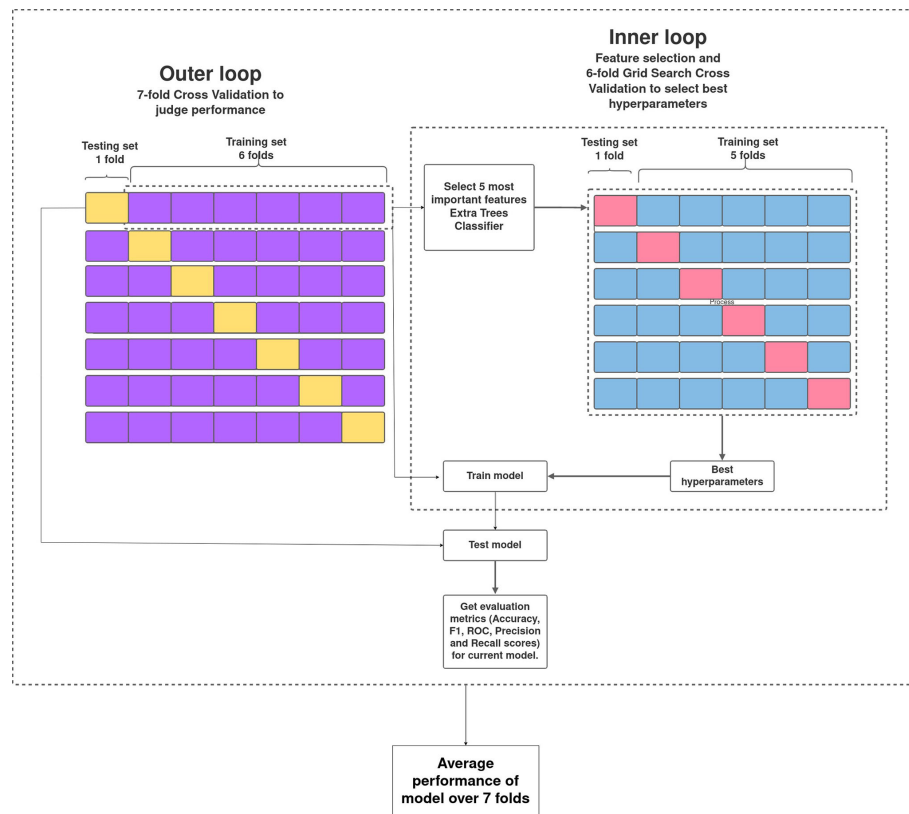 Outer loop
7-fold Cross Validation to
judge performance
Testing set
1 fold
Training set
6 folds
Inner loop
Feature selection and
6-fold Grid Search Cross
Validation to select best
hyperparameters
Testing set
1 fold
Training set
5 folds
Select 5 most
important features
Extra Trees
Classifier
Process
Best
hyperparameters
Train model
Test model
Get evaluation
metrics (Accuracy,
F1, ROC, Precision
and Recall scores)
for current model.
Average
performance of
model over 7 folds